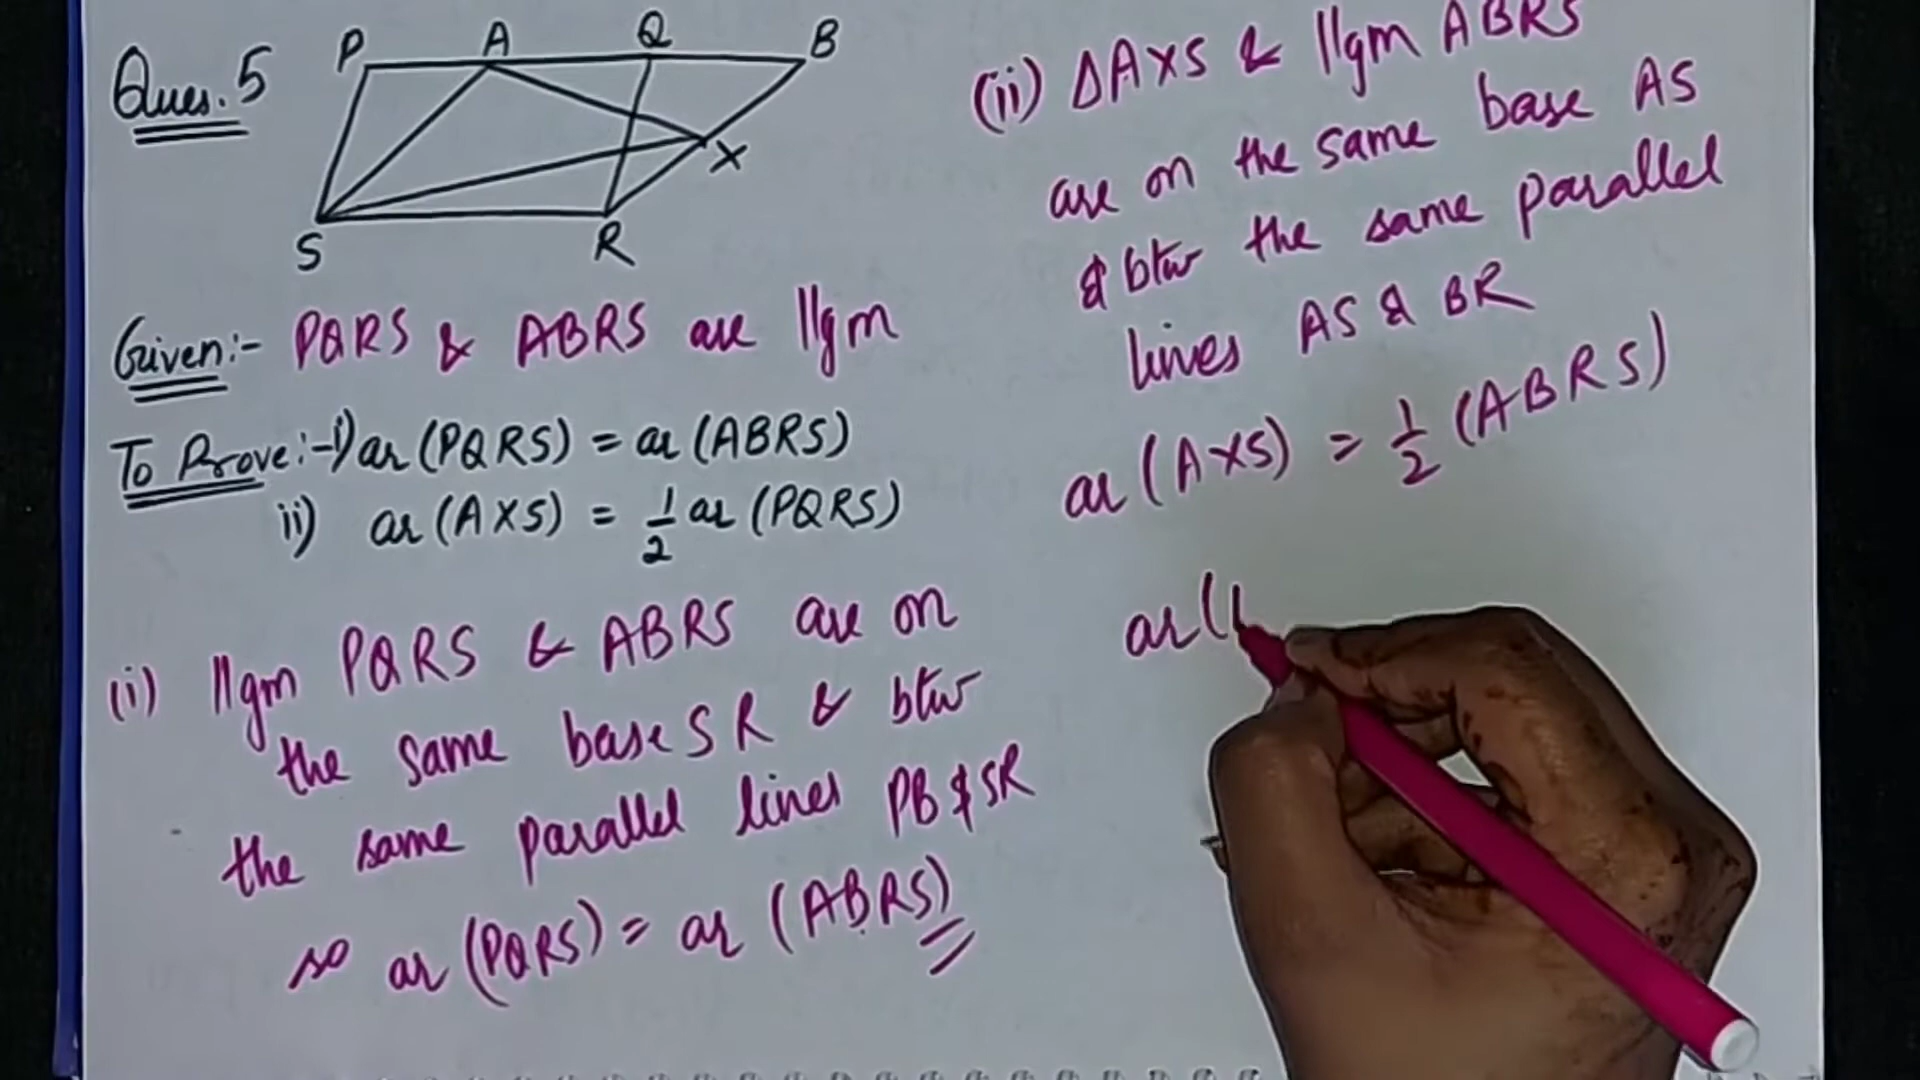 Ques. 5
P A Q B
X
S R
Given:- PQRS & ABRS are ||gm
To Prove:- i) ar (PQRS) = ar (ABRS)
ii) ar (AXS) = 1/2 ar (PQRS)
(i) ||gm PQRS & ABRS are on
the same base SR & btw
the same parallel lines PB & SR
so ar (PQRS) = ar (ABRS)
(ii) ΔAXS & ||gm ABRS
are on the same base AS
& btw the same parallel
lines AS & BR
ar (AXS) = 1/2 (ABRS)
ar (